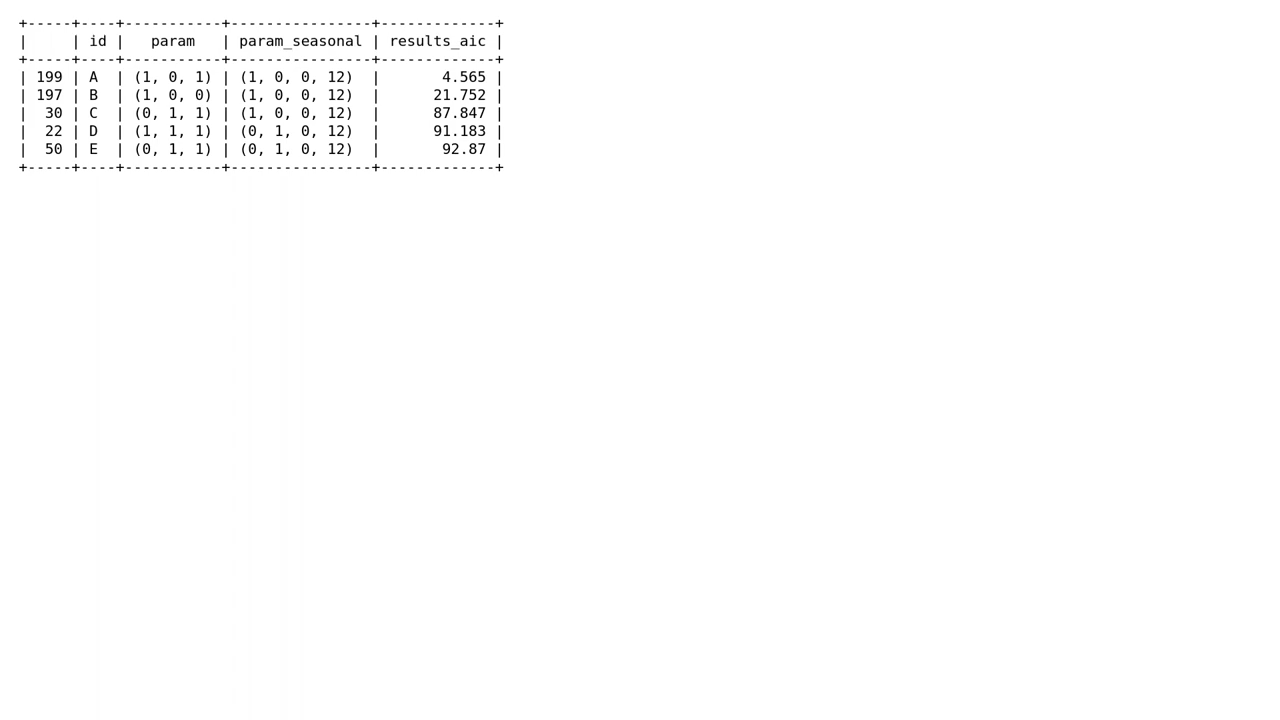 +-----+----+-----------+----------------+-------------+
|     | id |   param   | param_seasonal | results_aic |
+-----+----+-----------+----------------+-------------+
| 199 | A  | (1, 0, 1) | (1, 0, 0, 12)  |       4.565 |
| 197 | B  | (1, 0, 0) | (1, 0, 0, 12)  |      21.752 |
|  30 | C  | (0, 1, 1) | (1, 0, 0, 12)  |      87.847 |
|  22 | D  | (1, 1, 1) | (0, 1, 0, 12)  |      91.183 |
|  50 | E  | (0, 1, 1) | (0, 1, 0, 12)  |       92.87 |
+-----+----+-----------+----------------+-------------+